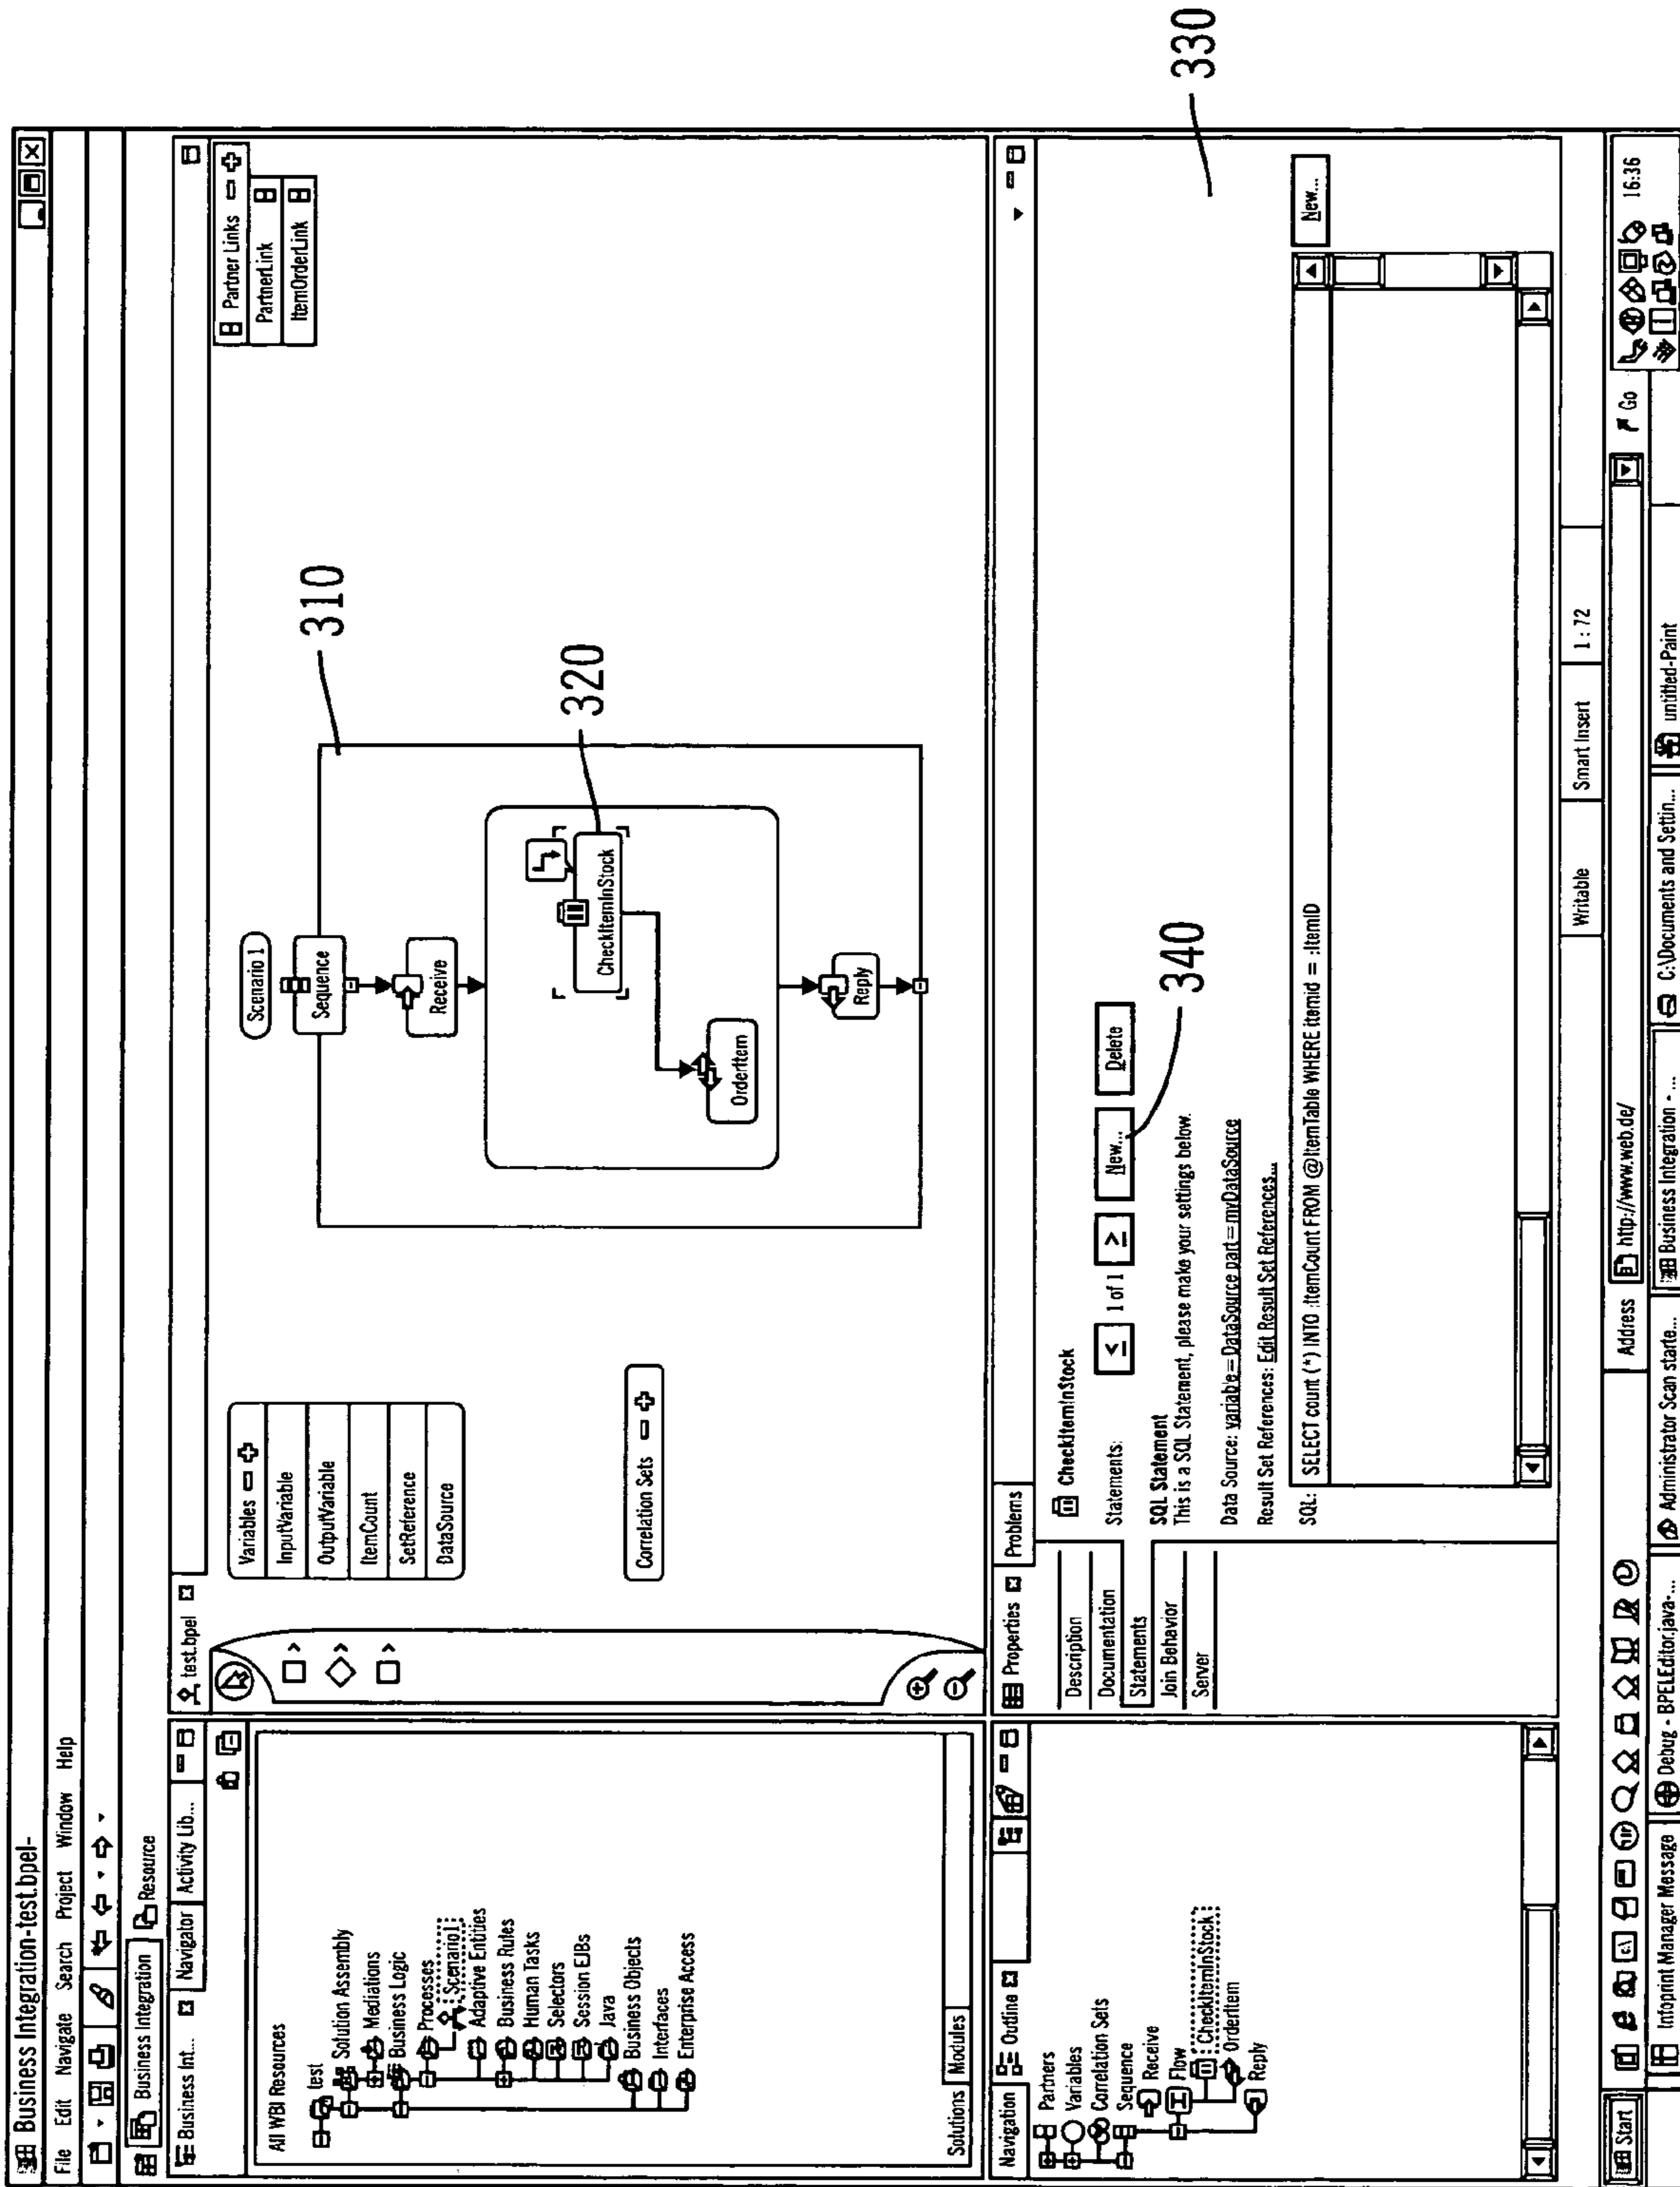 Business Integration-test.bpel-
File Edit Navigate Search Project Window Help
Business Integration Resource
Business Int... Navigator Activity Lib...
All WBI Resources
test
Solution Assembly
Mediations
Business Logic
Processes
Scenario1
Adaptive Entities
Business Rules
Human Tasks
Selectors
Session EJBs
Java
Business Objects
Interfaces
Enterprise Access
Solutions Modules
test.bpel
Variables
InputVariable
OutputVariable
ItemCount
SetReference
DataSource
Correlation Sets
Scenario 1
Sequence
Receive
CheckItemInStock
OrderItem
Reply
310
320
Partner Links
PartnerLink
ItemOrderLink
Navigation Outline
Partners
Variables
Correlation Sets
Sequence
Receive
Flow
CheckItemInStock
OrderItem
Reply
Properties Problems
Description
Documentation
Statements
Join Behavior
Server
CheckItemInStock
Statements: < 1 of 1 > New... Delete
340
330
SQL Statement
This is a SQL Statement, please make your settings below.
Data Source: variable=DataSource part=myDataSource
Result Set References: Edit Result Set References...
SQL: SELECT count (*) INTO :ItemCount FROM @ItemTable WHERE itemid = :ItemID
New...
Writable Smart Insert 1 : 72
Start
Address http://www.web.de/ Go 16:36
Intoprint Manager Message Debug - BPELEditor.java-... Administrator Scan starte... Business Integration - ... C:\Documents and Settin... untitled-Paint